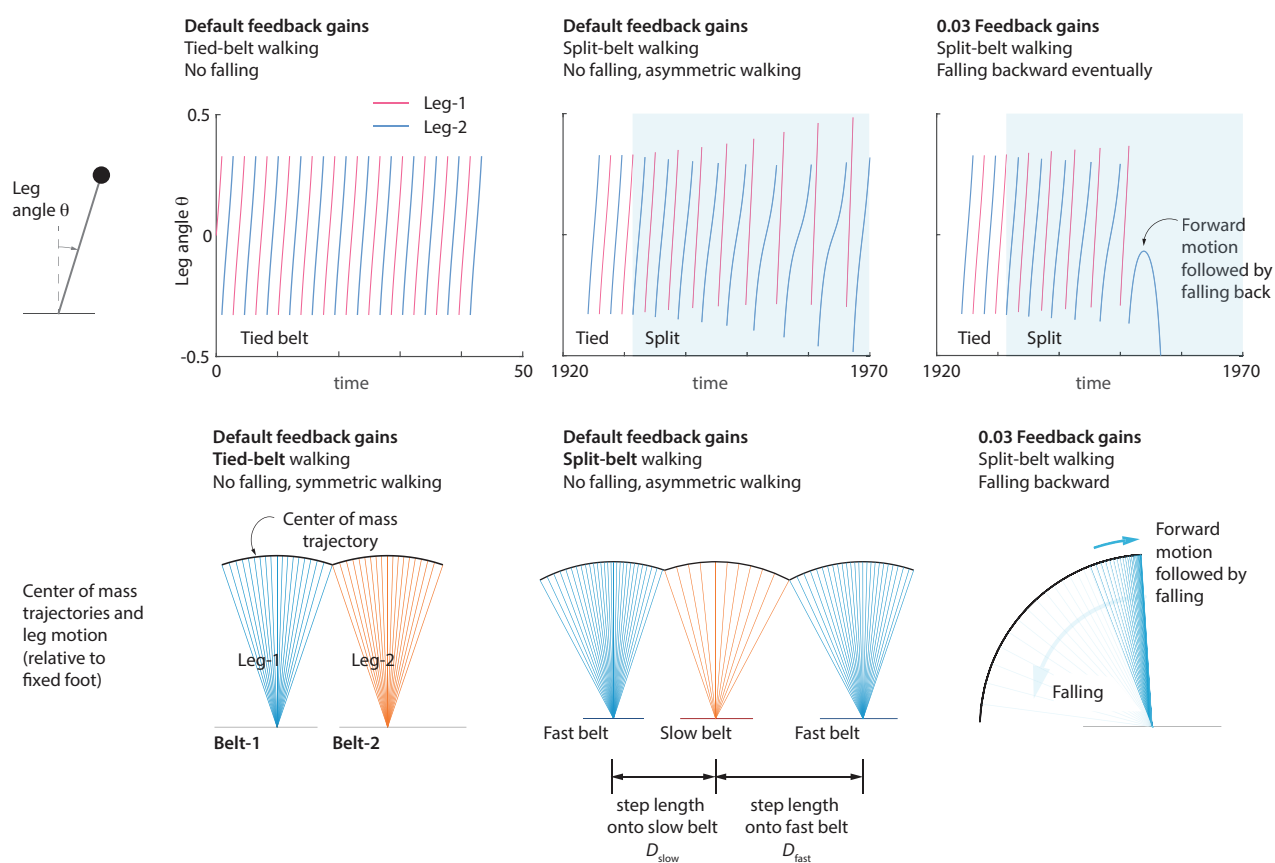 Default feedback gains
Tied-belt walking
No falling
Default feedback gains
Split-belt walking
No falling, asymmetric walking
0.03 Feedback gains
Split-belt walking
Falling backward eventually
Leg
angle θ
Leg angle θ
0.5
0
-0.5
Leg-1
Leg-2
Tied belt
0
50
time
Tied
Split
1920
1970
time
Forward
motion
followed by
falling back
Tied
Split
1920
1970
time
Default feedback gains
Tied-belt walking
No falling, symmetric walking
Default feedback gains
Split-belt walking
No falling, asymmetric walking
0.03 Feedback gains
Split-belt walking
Falling backward
Center of mass
trajectories and
leg motion
(relative to
fixed foot)
Center of mass
trajectory
Leg-1
Leg-2
Belt-1
Belt-2
Fast belt
Slow belt
Fast belt
step length
onto slow belt
Dslow
step length
onto fast belt
Dfast
Forward
motion
followed by
falling
Falling